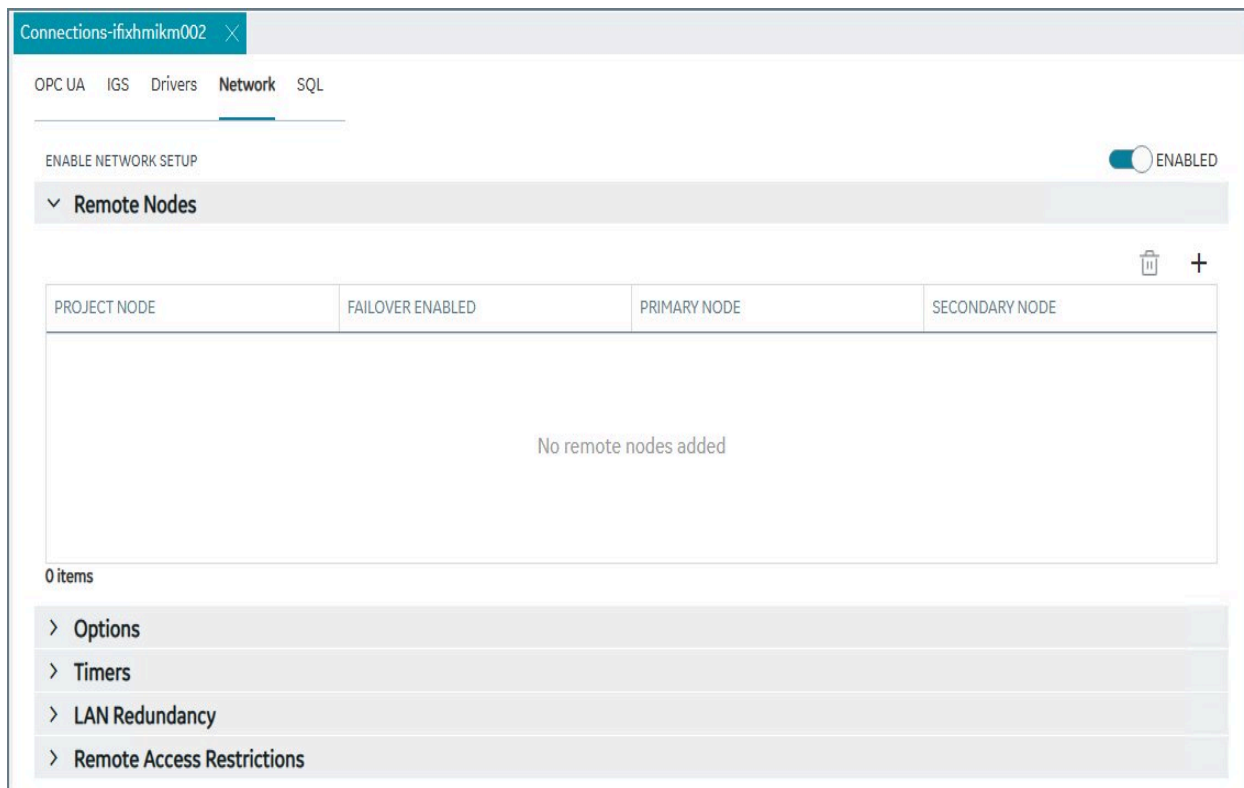 Connections-ifixhmikm002
OPC UA IGS Drivers Network SQL
ENABLE NETWORK SETUP ENABLED
Remote Nodes
PROJECT NODE FAILOVER ENABLED PRIMARY NODE SECONDARY NODE
No remote nodes added
0 items
Options
Timers
LAN Redundancy
Remote Access Restrictions